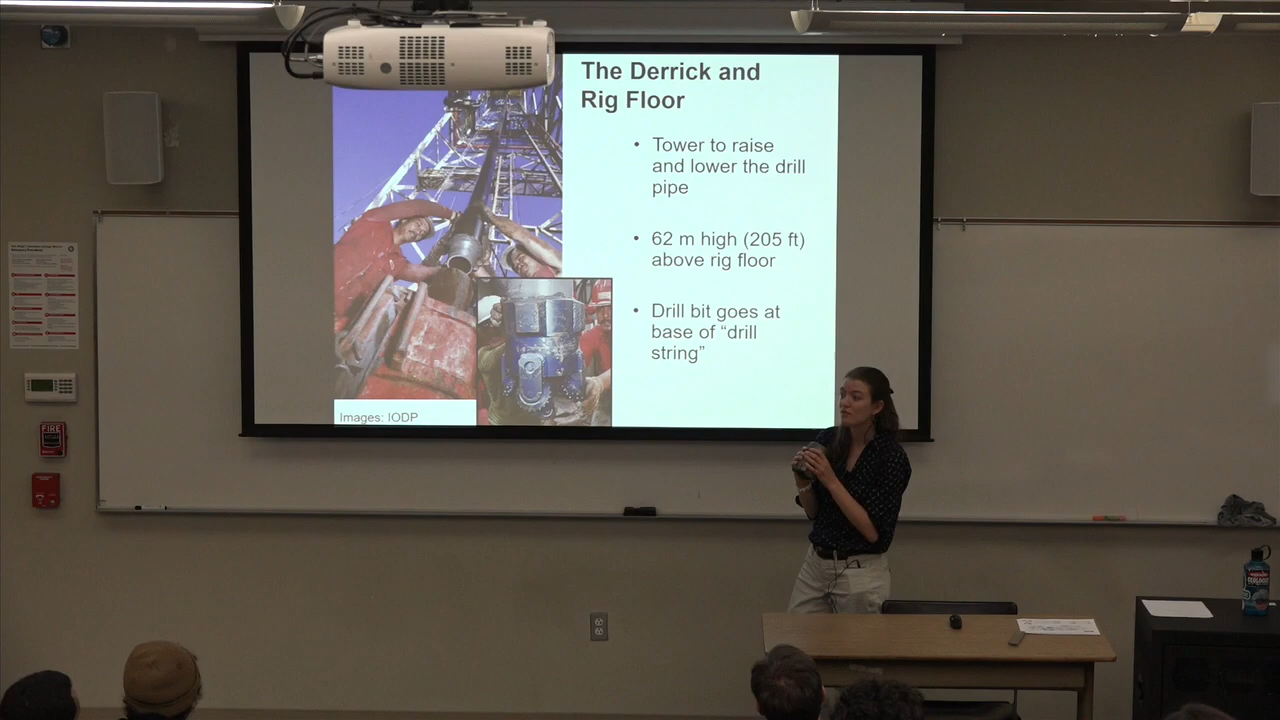 The Derrick and
Rig Floor
• Tower to raise
and lower the drill
pipe
• 62 m high (205 ft)
above rig floor
• Drill bit goes at
base of “drill
string”
Images: IODP
FIRE